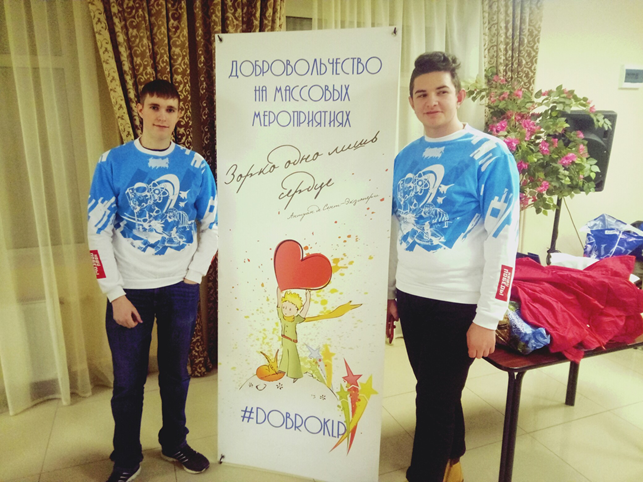 ДОБРОВОЛЬЧЕСТВО
НА МАССОВЫХ
МЕРОПРИЯТИЯХ
Зорко одно лишь
сердце
#DOBROKLP